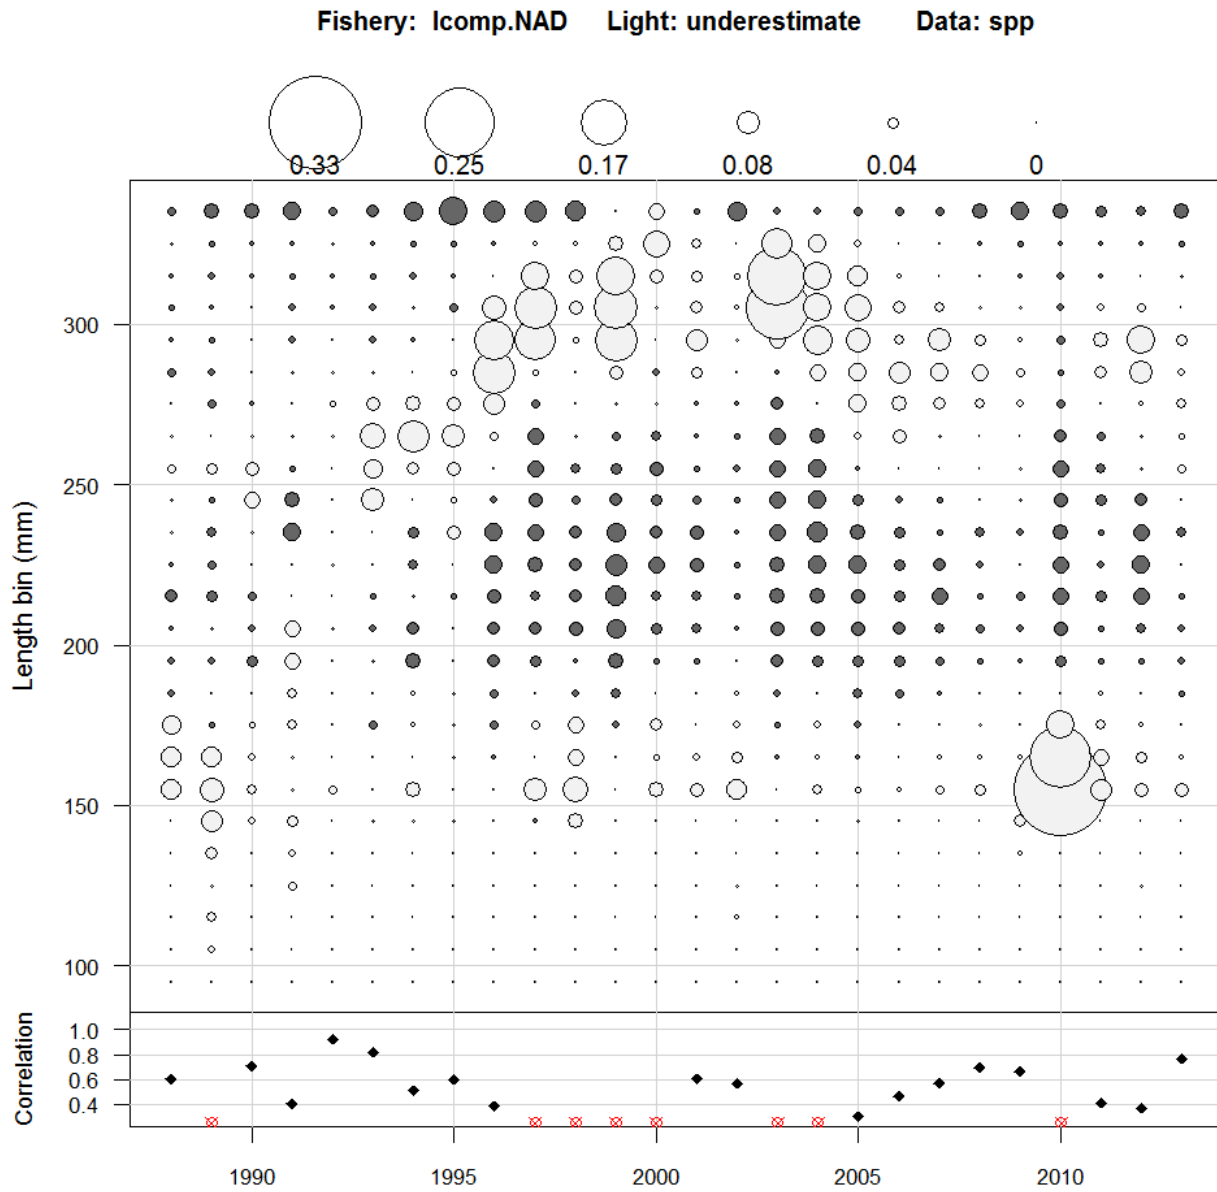 Fishery: lcomp.NAD Light: underestimate Data: spp
0.33 0.25 0.17 0.08 0.04 0
300
250
200
150
100
Length bin (mm)
1.0
0.8
0.6
0.4
Correlation
1990 1995 2000 2005 2010